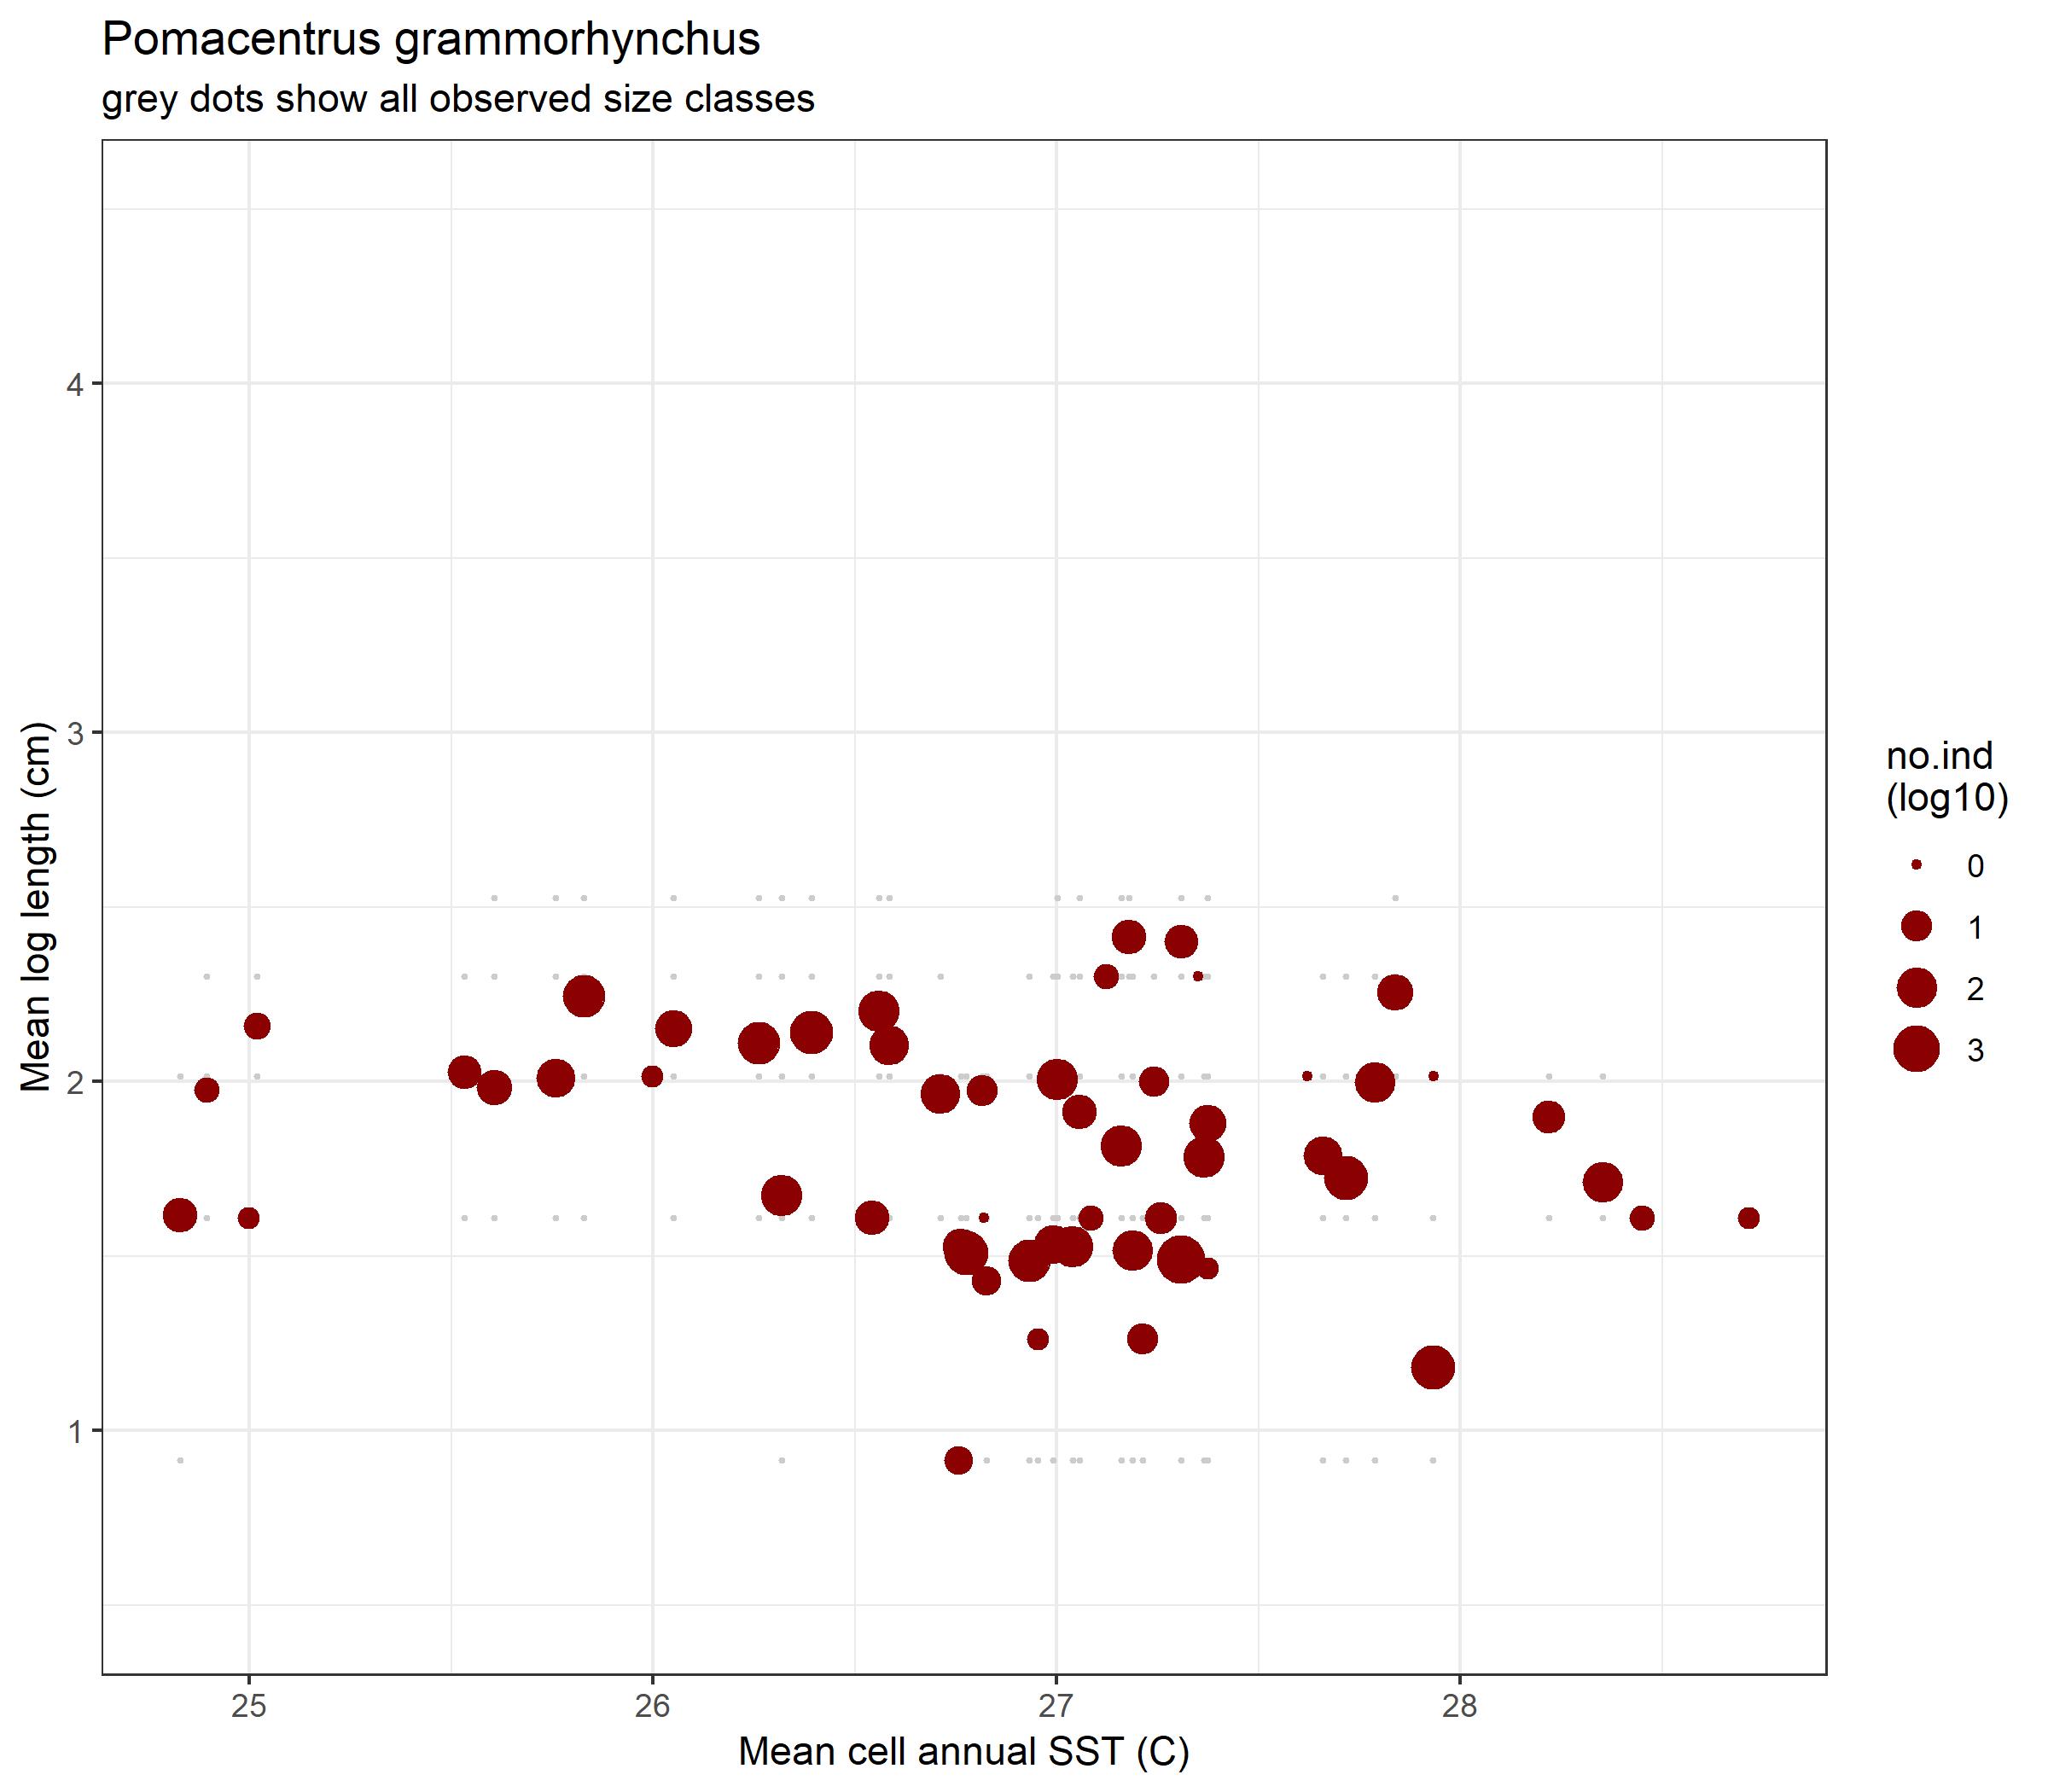 Pomacentrus grammorhynchus
grey dots show all observed size classes
Mean log length (cm)
4
3
2
1
25
26
27
28
Mean cell annual SST (C)
no.ind
(log10)
0
1
2
3